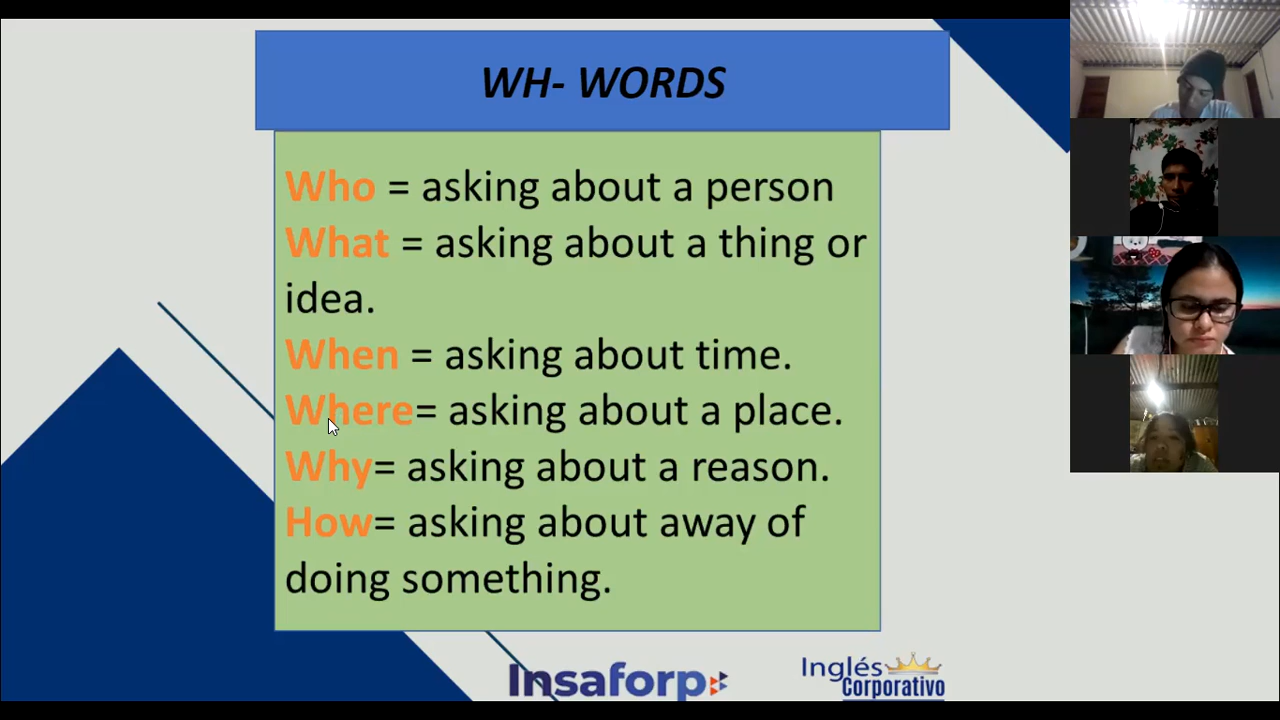 WH- WORDS
Who = asking about a person
What = asking about a thing or
idea.
When = asking about time.
Where= asking about a place.
Why= asking about a reason.
How= asking about away of
doing something.
Insaforp
Inglés
Corporativo